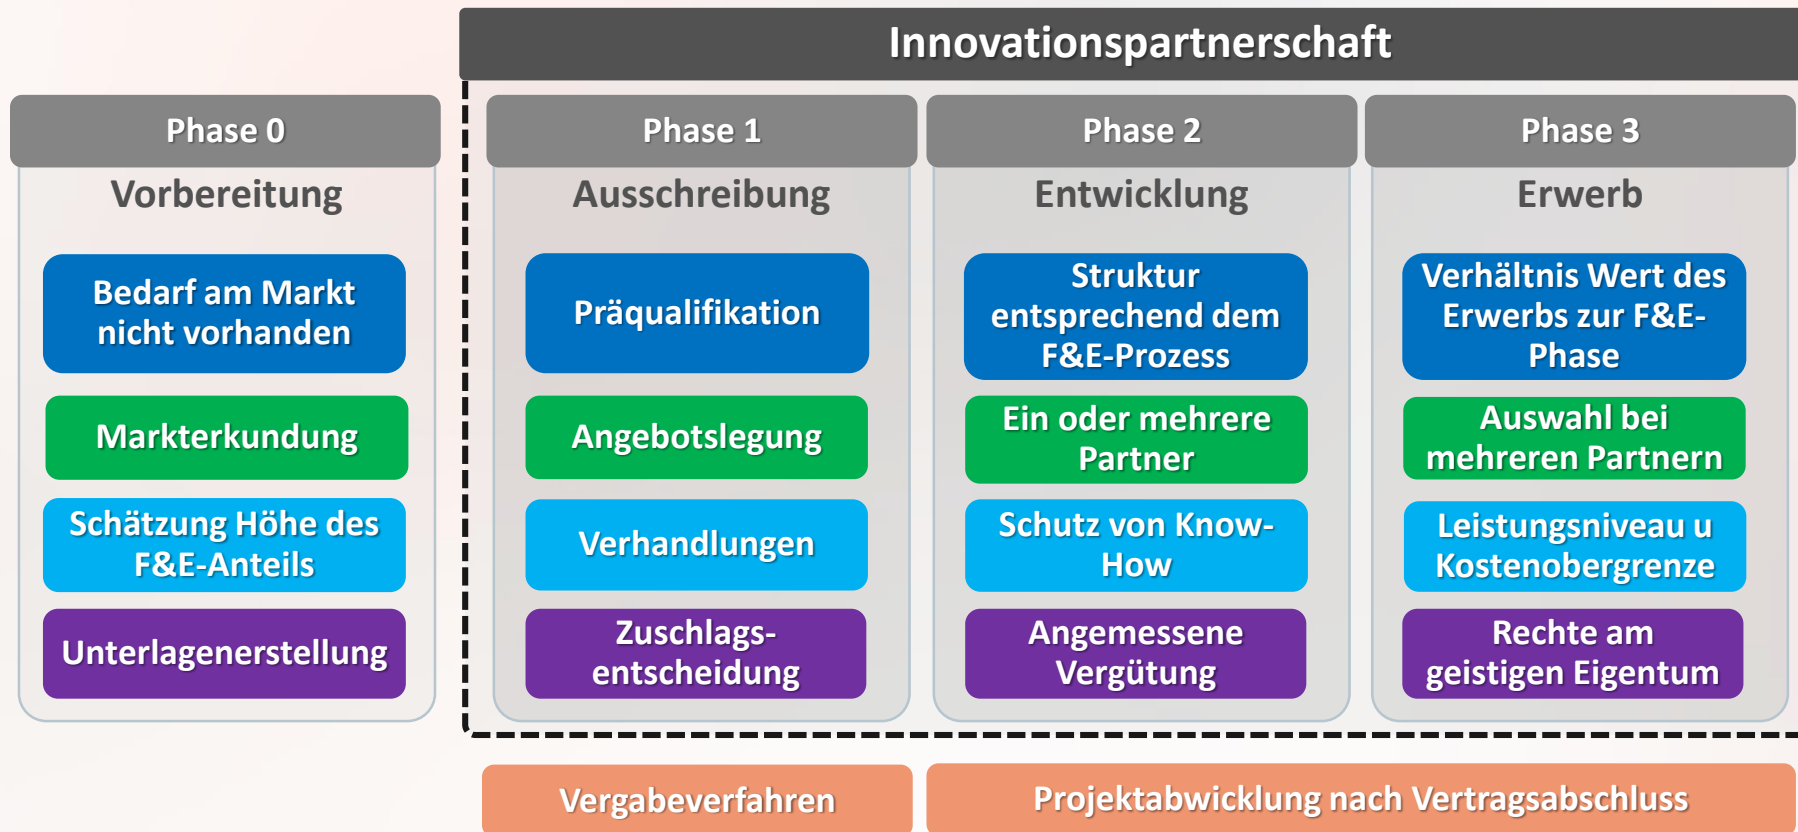 Innovationspartnerschaft
Phase 0
Vorbereitung
Bedarf am Markt
nicht vorhanden
Markterkundung
Schätzung Höhe des
F&E-Anteils
Unterlagenerstellung
Phase 1
Ausschreibung
Präqualifikation
Angebotslegung
Verhandlungen
Zuschlags-
entscheidung
Phase 2
Entwicklung
Struktur
entsprechend dem
F&E-Prozess
Ein oder mehrere
Partner
Schutz von Know-
How
Angemessene
Vergütung
Phase 3
Erwerb
Verhältnis Wert des
Erwerbs zur F&E-
Phase
Auswahl bei
mehreren Partnern
Leistungsniveau u
Kostenobergrenze
Rechte am
geistigen Eigentum
Vergabeverfahren
Projektabwicklung nach Vertragsabschluss